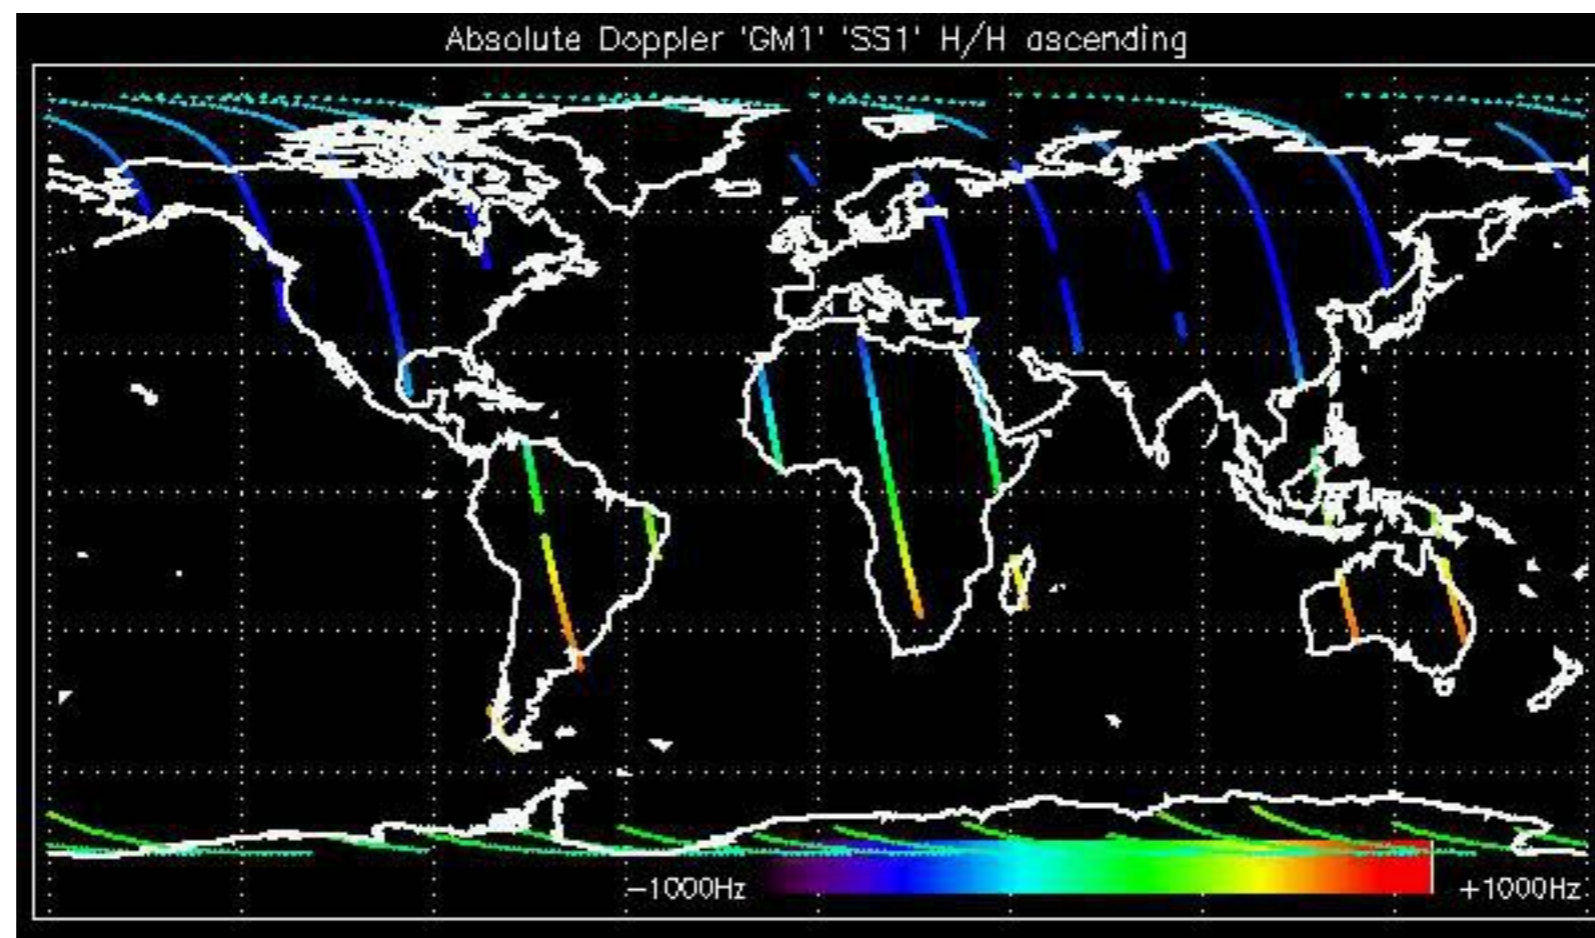 Absolute Doppler 'GM1' 'SS1' H/H ascending
−1000Hz
+1000Hz